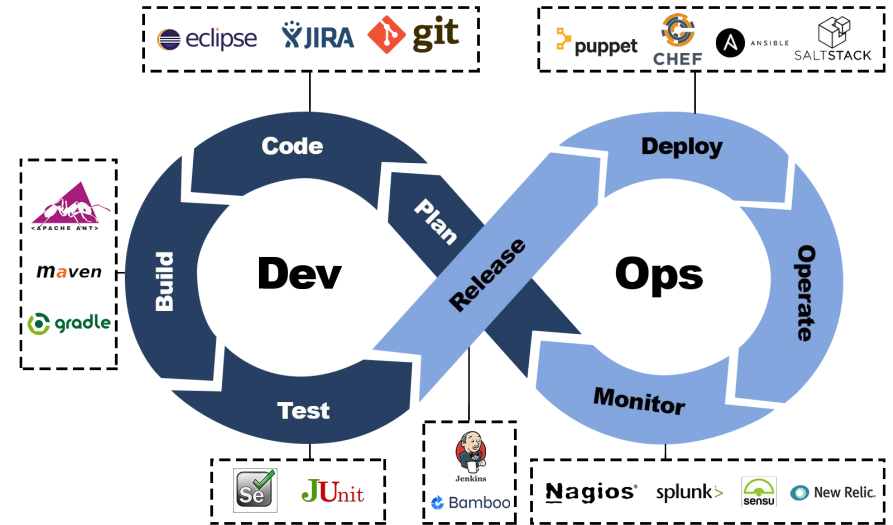 eclipse
JIRA
git
puppet
CHEF
A ANSIBLE
SALTSTACK
Code
Deploy
<APACHE ANT>
maven
gradle
Plan
Build
Dev
Release
Ops
Operate
Test
Monitor
Se
JUnit
Jenkins
Bamboo
Nagios®
splunk>
sensu
New Relic.